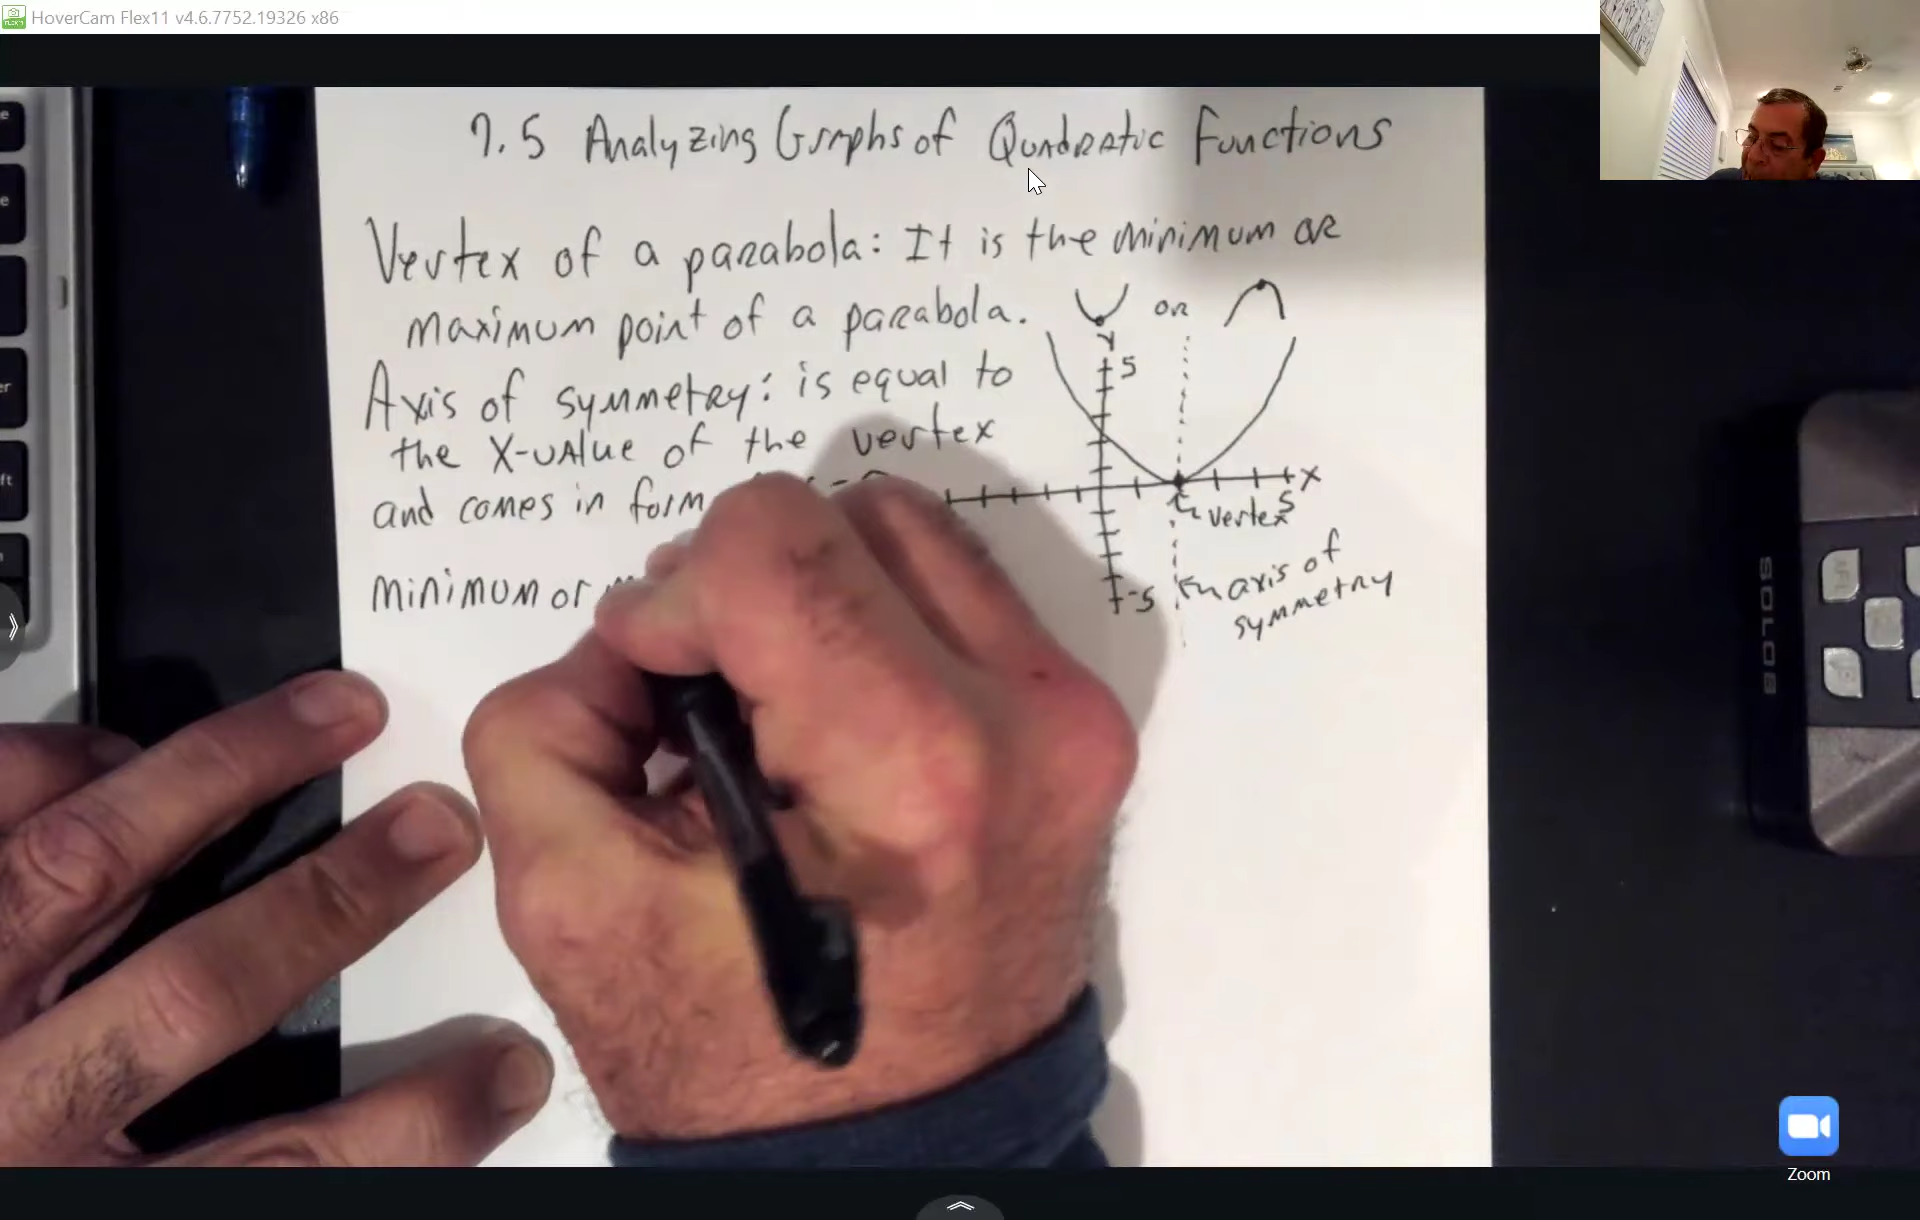 HoverCam Flex11 v4.6.7752.19326 x86
7.5 Analyzing Graphs of Quadratic Functions
Vertex of a parabola: It is the minimum or
maximum point of a parabola. or
Y
5
Axis of symmetry: is equal to
the X-value of the vertex
and comes in form
X
5
vertex
minimum or
-5
axis of
symmetry
SOLO8
Zoom